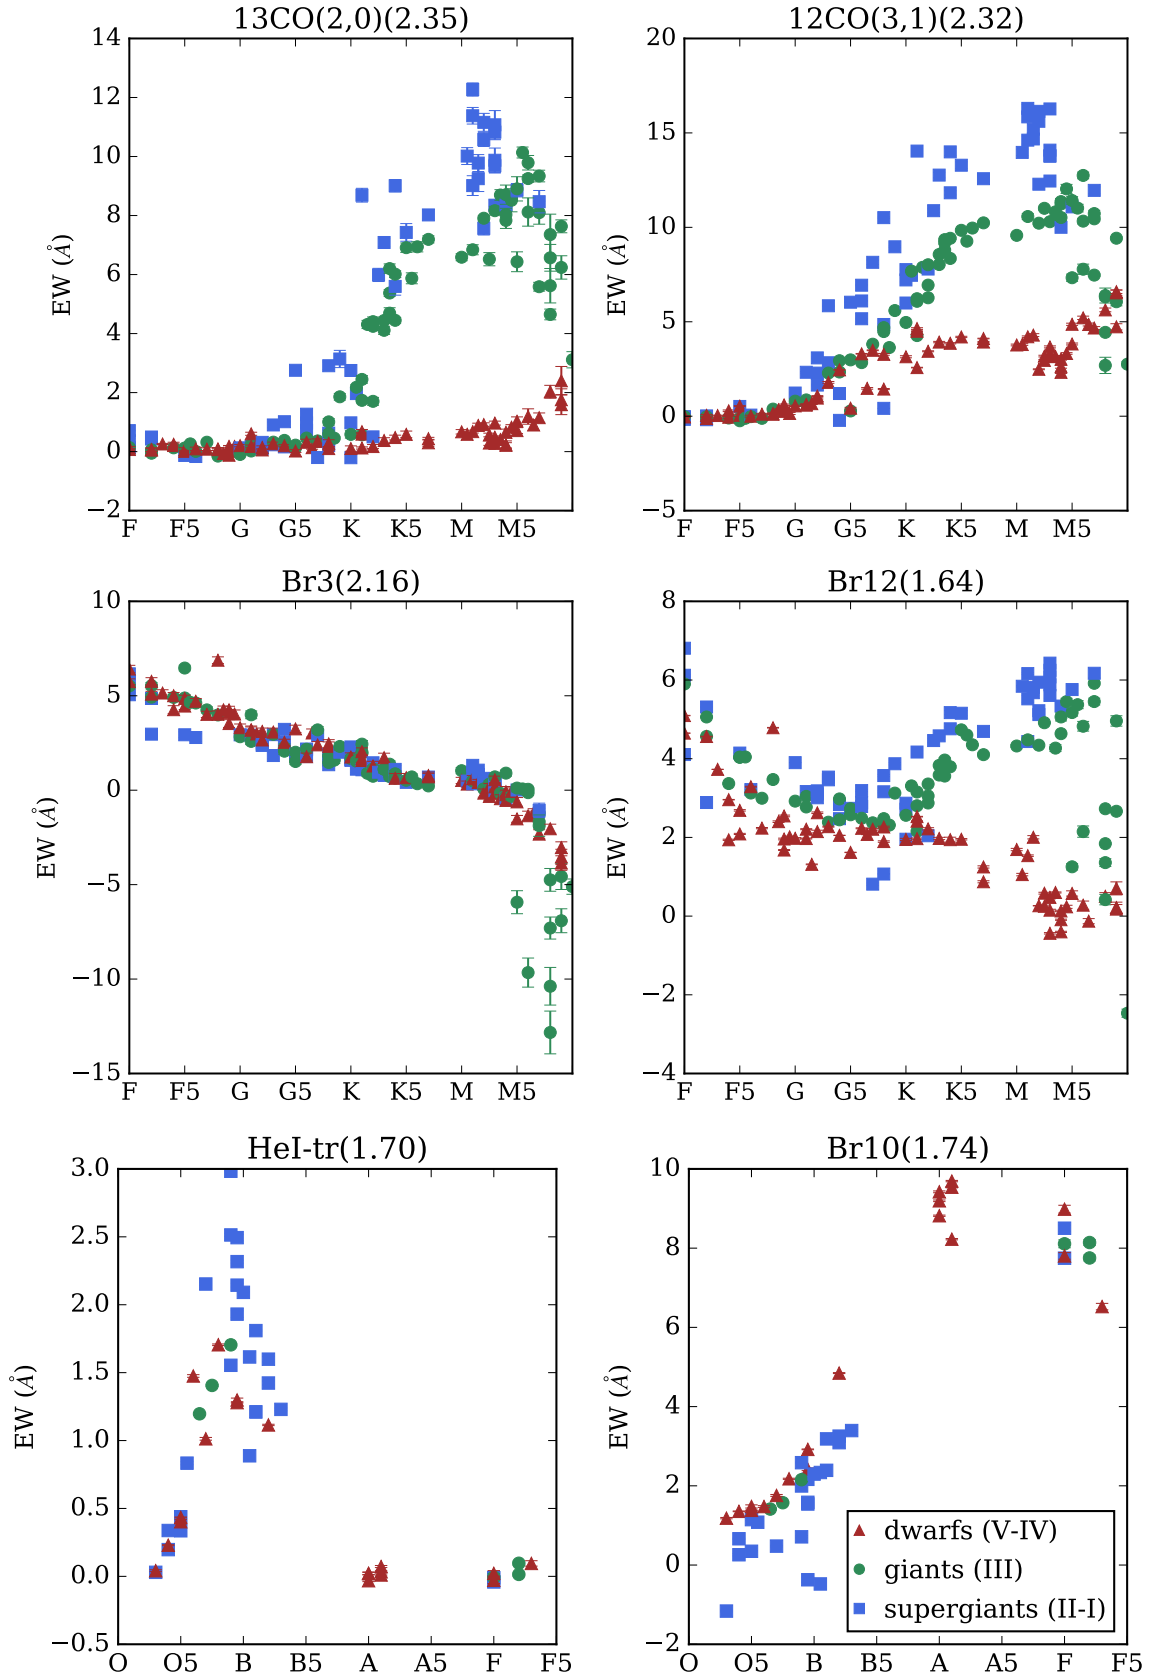 13CO(2,0)(2.35)
12CO(3,1)(2.32)
14
12
10
8
6
4
2
0
−2
EW (Å)
F F5 G G5 K K5 M M5
20
15
10
5
0
−5
EW (Å)
F F5 G G5 K K5 M M5
Br3(2.16)
Br12(1.64)
10
5
0
−5
−10
−15
EW (Å)
F F5 G G5 K K5 M M5
8
6
4
2
0
−2
−4
EW (Å)
F F5 G G5 K K5 M M5
HeI-tr(1.70)
Br10(1.74)
3.0
2.5
2.0
1.5
1.0
0.5
0.0
−0.5
EW (Å)
O O5 B B5 A A5 F F5
10
8
6
4
2
0
−2
EW (Å)
O O5 B B5 A A5 F F5
dwarfs (V-IV)
giants (III)
supergiants (II-I)